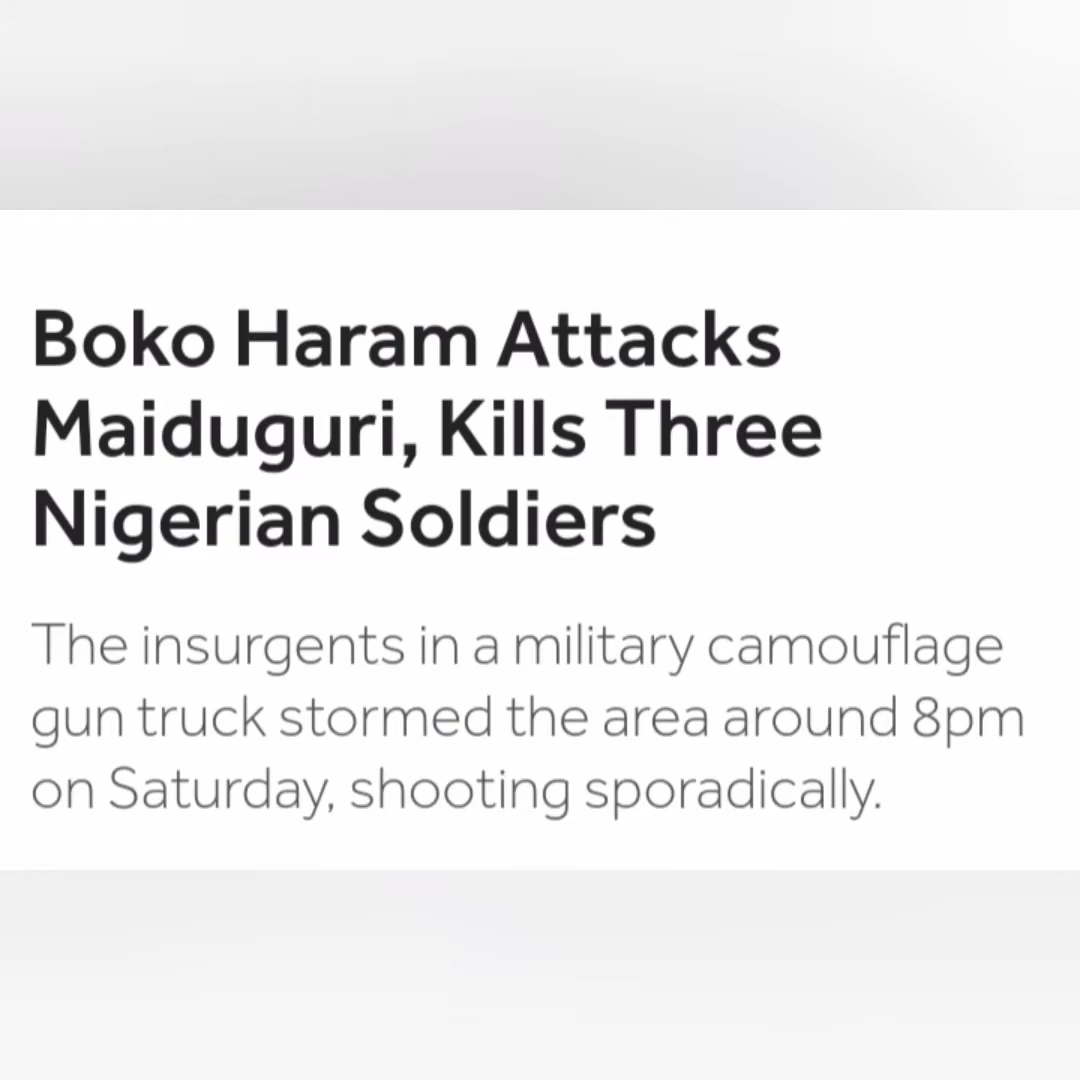 Boko Haram Attacks
Maiduguri, Kills Three
Nigerian Soldiers
The insurgents in a military camouflage
gun truck stormed the area around 8pm
on Saturday, shooting sporadically.